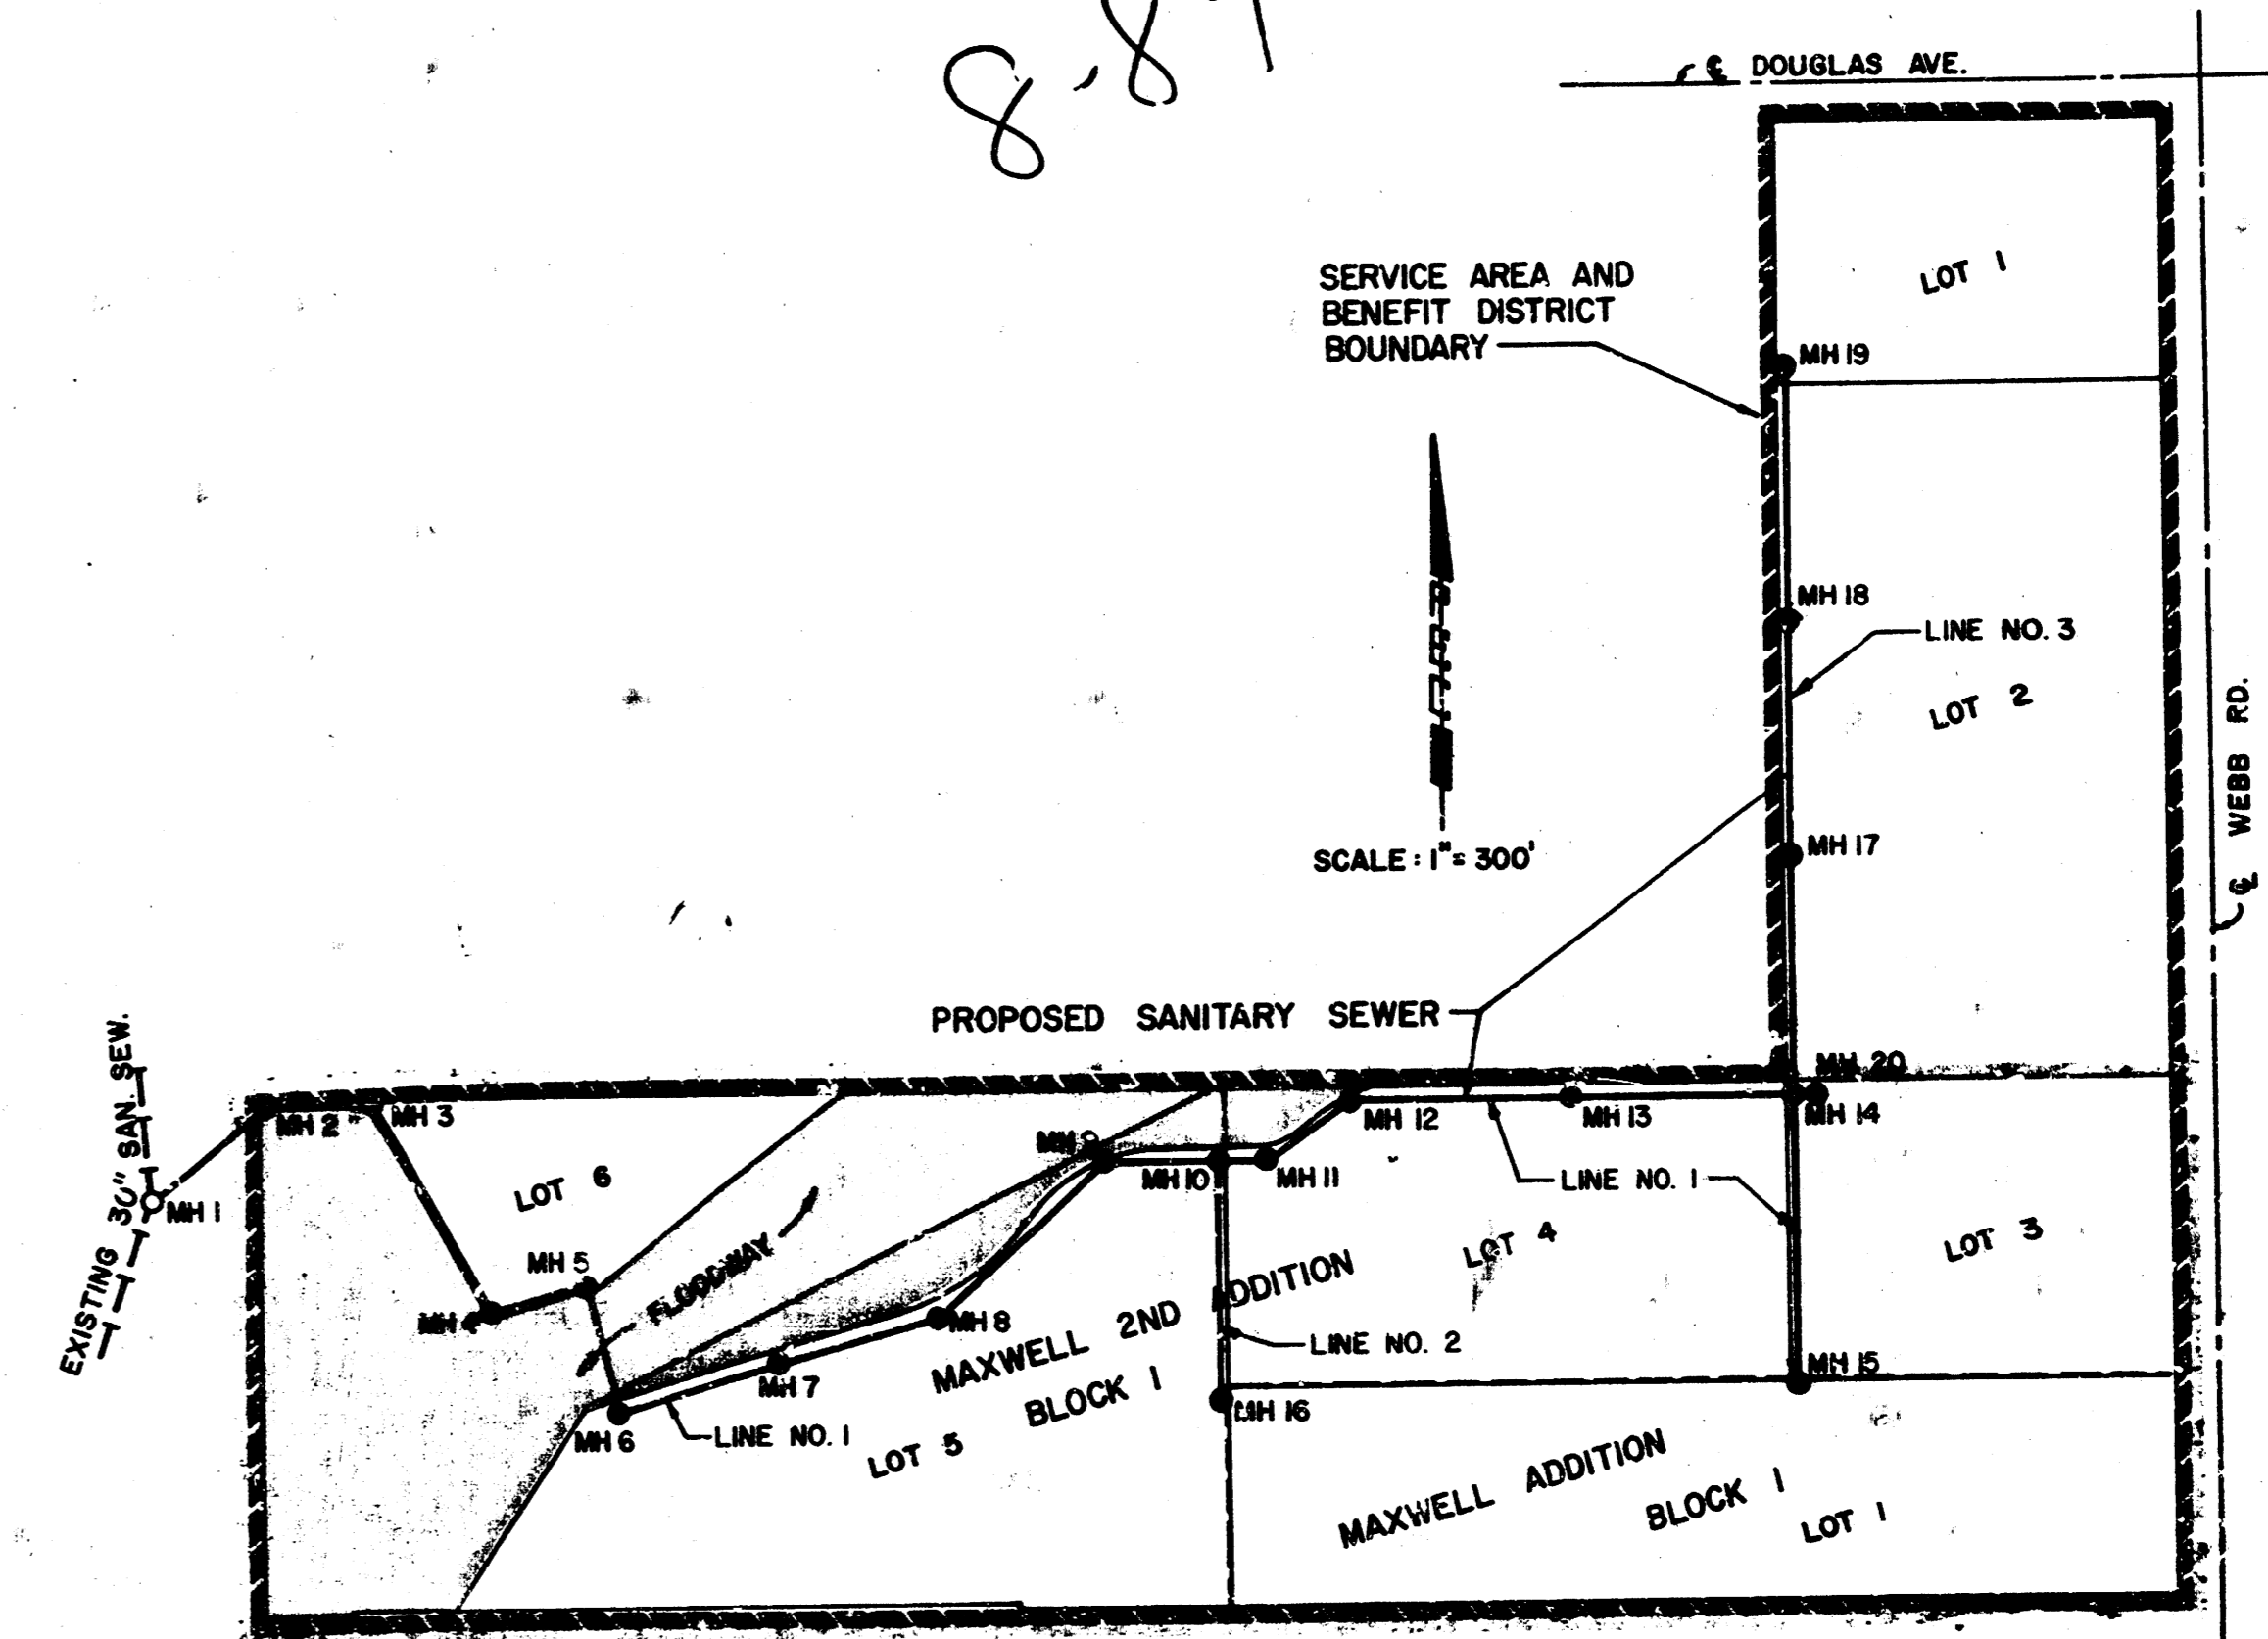 8-8
℄ DOUGLAS AVE.
LOT 1
SERVICE AREA AND
BENEFIT DISTRICT
BOUNDARY
MH 19
MH 18
LINE NO. 3
LOT 2
℄ WEBB RD.
SCALE: 1"= 300'
MH 17
PROPOSED SANITARY SEWER
MH 20
EXISTING 30" SAN. SEW.
MH 1
MH 2
MH 3
MH 12
MH 13
MH 14
MH 9
MH 10
MH 11
LINE NO. 1
LOT 6
LOT 4
LOT 3
MH 5
FLOODWAY
MH 4
MH 8
MAXWELL 2ND ADDITION
BLOCK 1
LINE NO. 2
MH 7
MH 15
MH 6
LINE NO. 1
LOT 5
MH 16
MAXWELL ADDITION
BLOCK 1
LOT 1